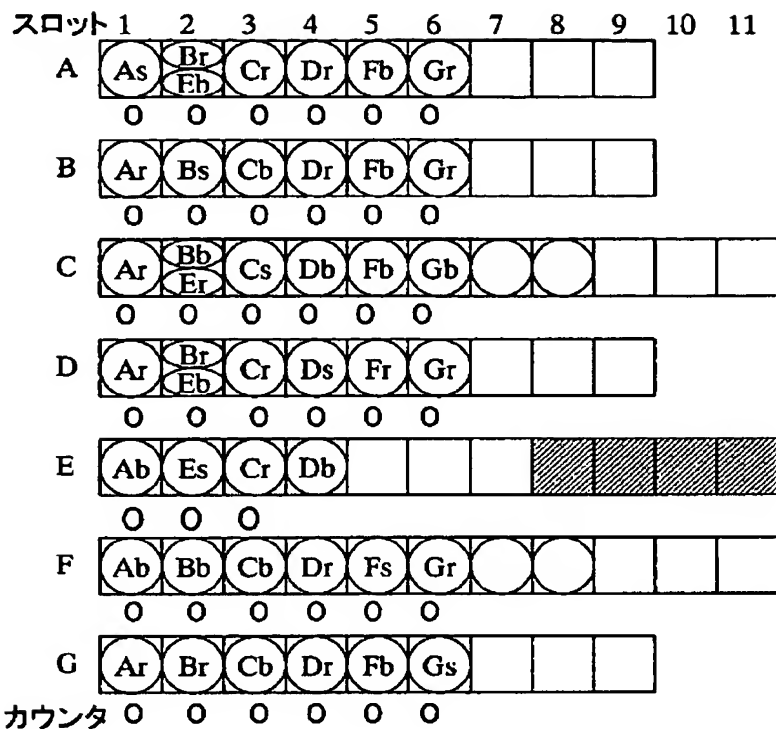 スロット 1 2 3 4 5 6 7 8 9 10 11
A As Br Eb Cr Dr Fb Gr
0 0 0 0 0 0
B Ar Bs Cb Dr Fb Gr
0 0 0 0 0 0
C Ar Bb Er Cs Db Fb Gb
0 0 0 0 0 0
D Ar Br Eb Cr Ds Fr Gr
0 0 0 0 0 0
E Ab Es Cr Db
0 0 0
F Ab Bb Cb Dr Fs Gr
0 0 0 0 0 0
G Ar Br Cb Dr Fb Gs
カウンタ 0 0 0 0 0 0